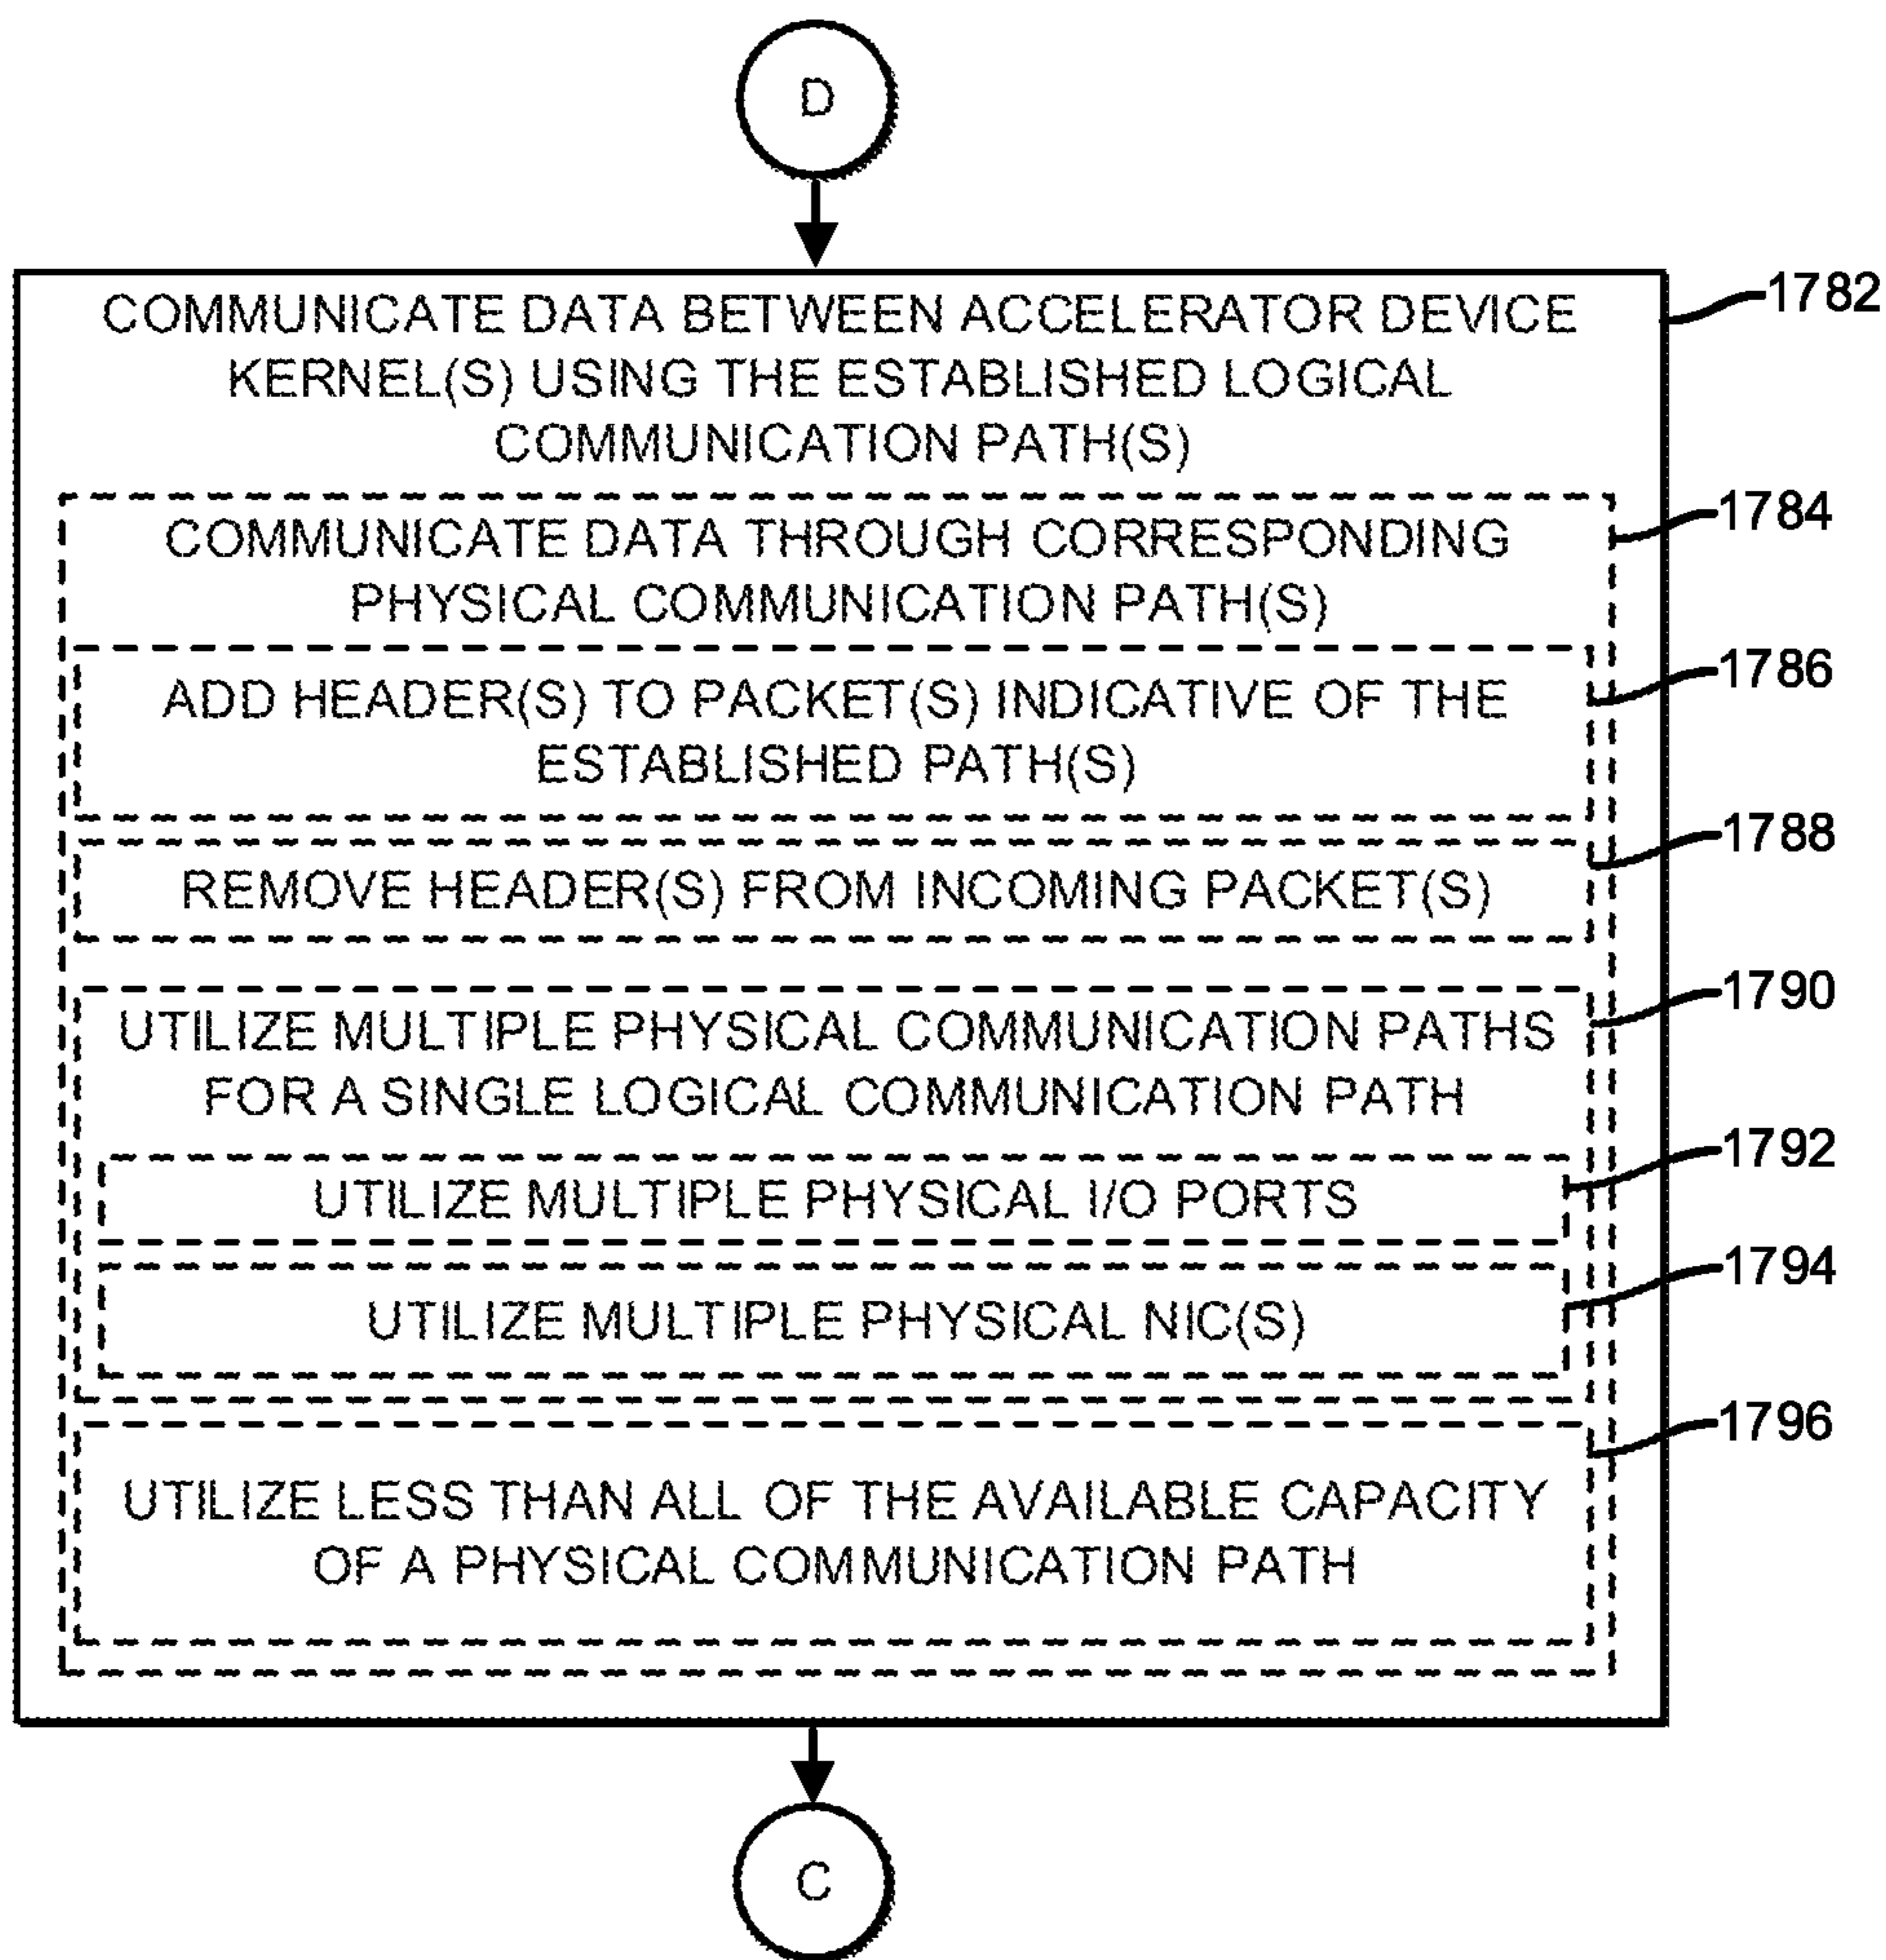 D
COMMUNICATE DATA BETWEEN ACCELERATOR DEVICE
KERNEL(S) USING THE ESTABLISHED LOGICAL
COMMUNICATION PATH(S)
1782
COMMUNICATE DATA THROUGH CORRESPONDING
PHYSICAL COMMUNICATION PATH(S)
1784
ADD HEADER(S) TO PACKET(S) INDICATIVE OF THE
ESTABLISHED PATH(S)
1786
REMOVE HEADER(S) FROM INCOMING PACKET(S)
1788
UTILIZE MULTIPLE PHYSICAL COMMUNICATION PATHS
FOR A SINGLE LOGICAL COMMUNICATION PATH
1790
UTILIZE MULTIPLE PHYSICAL I/O PORTS
1792
UTILIZE MULTIPLE PHYSICAL NIC(S)
1794
UTILIZE LESS THAN ALL OF THE AVAILABLE CAPACITY
OF A PHYSICAL COMMUNICATION PATH
1796
C